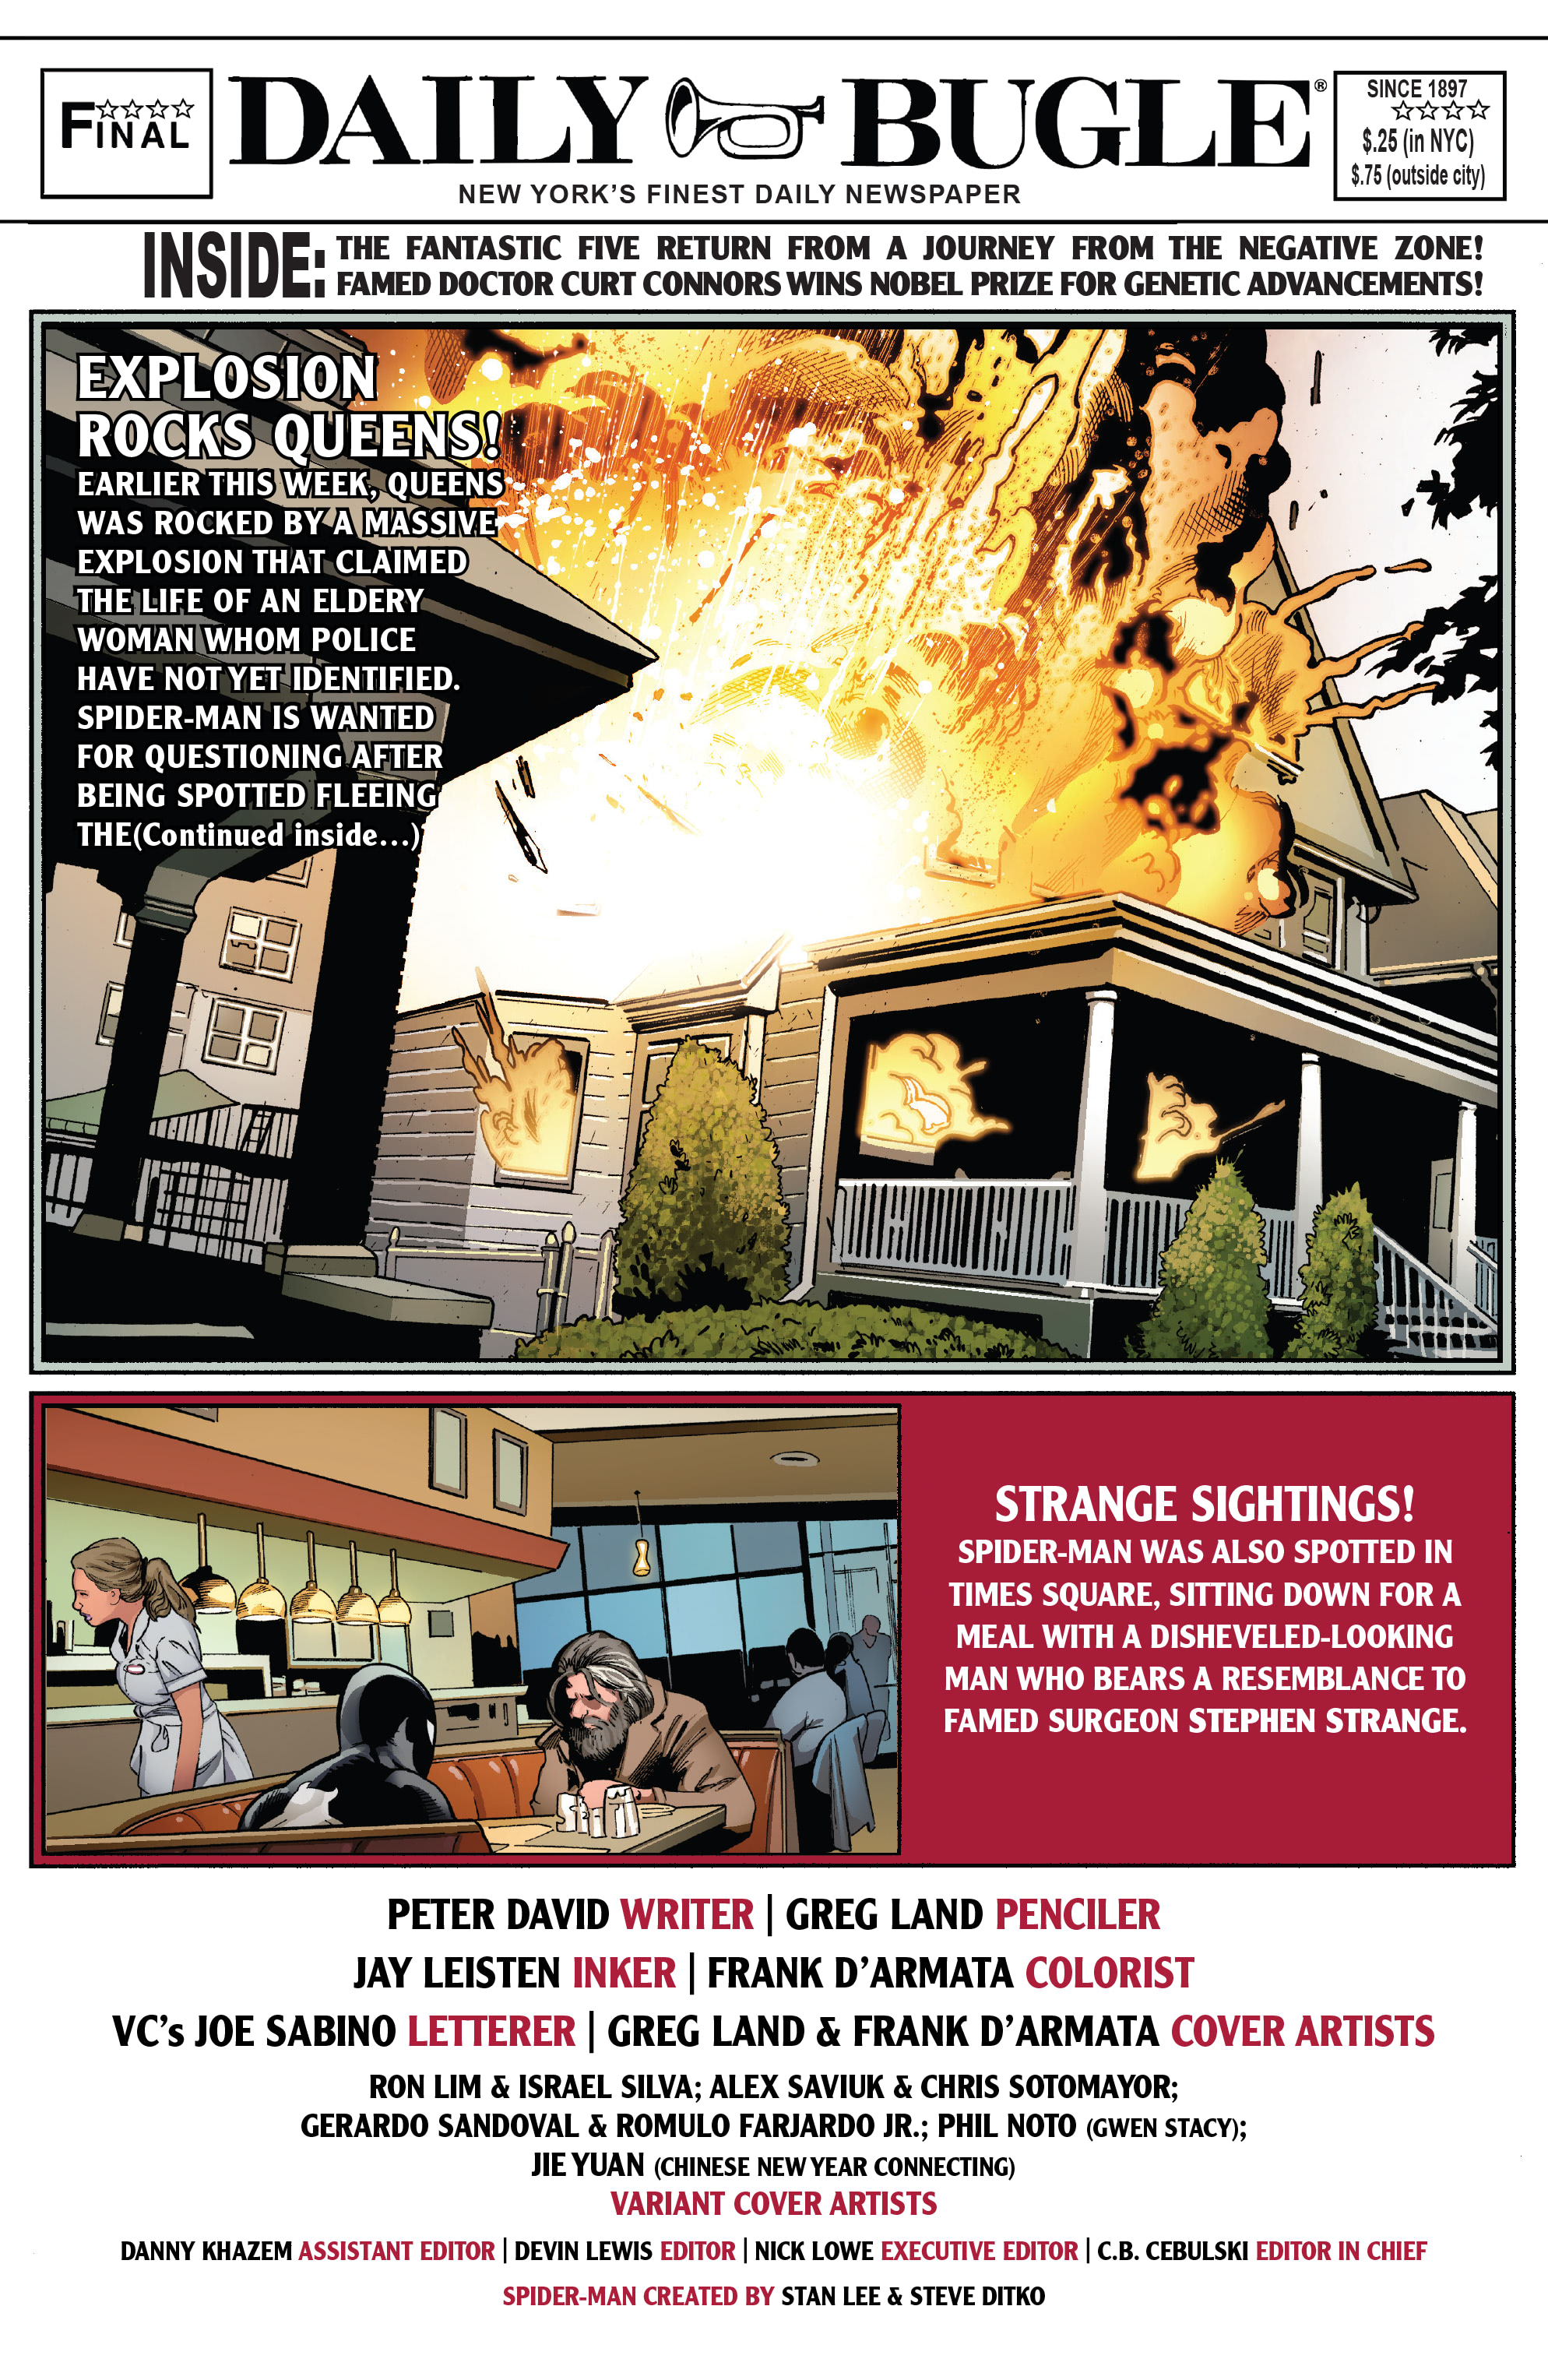 FINAL
DAILY BUGLE®
NEW YORK'S FINEST DAILY NEWSPAPER
SINCE 1897
$.25 (in NYC)
$.75 (outside city)
INSIDE: THE FANTASTIC FIVE RETURN FROM A JOURNEY FROM THE NEGATIVE ZONE!
FAMED DOCTOR CURT CONNORS WINS NOBEL PRIZE FOR GENETIC ADVANCEMENTS!
EXPLOSION
ROCKS QUEENS!
EARLIER THIS WEEK, QUEENS
WAS ROCKED BY A MASSIVE
EXPLOSION THAT CLAIMED
THE LIFE OF AN ELDERY
WOMAN WHOM POLICE
HAVE NOT YET IDENTIFIED.
SPIDER-MAN IS WANTED
FOR QUESTIONING AFTER
BEING SPOTTED FLEEING
THE(Continued inside...)
STRANGE SIGHTINGS!
SPIDER-MAN WAS ALSO SPOTTED IN
TIMES SQUARE, SITTING DOWN FOR A
MEAL WITH A DISHEVELED-LOOKING
MAN WHO BEARS A RESEMBLANCE TO
FAMED SURGEON STEPHEN STRANGE.
PETER DAVID WRITER | GREG LAND PENCILER
JAY LEISTEN INKER | FRANK D'ARMATA COLORIST
VC's JOE SABINO LETTERER | GREG LAND & FRANK D'ARMATA COVER ARTISTS
RON LIM & ISRAEL SILVA; ALEX SAVIUK & CHRIS SOTOMAYOR;
GERARDO SANDOVAL & ROMULO FARJARDO JR.; PHIL NOTO (GWEN STACY);
JIE YUAN (CHINESE NEW YEAR CONNECTING)
VARIANT COVER ARTISTS
DANNY KHAZEM ASSISTANT EDITOR | DEVIN LEWIS EDITOR | NICK LOWE EXECUTIVE EDITOR | C.B. CEBULSKI EDITOR IN CHIEF
SPIDER-MAN CREATED BY STAN LEE & STEVE DITKO